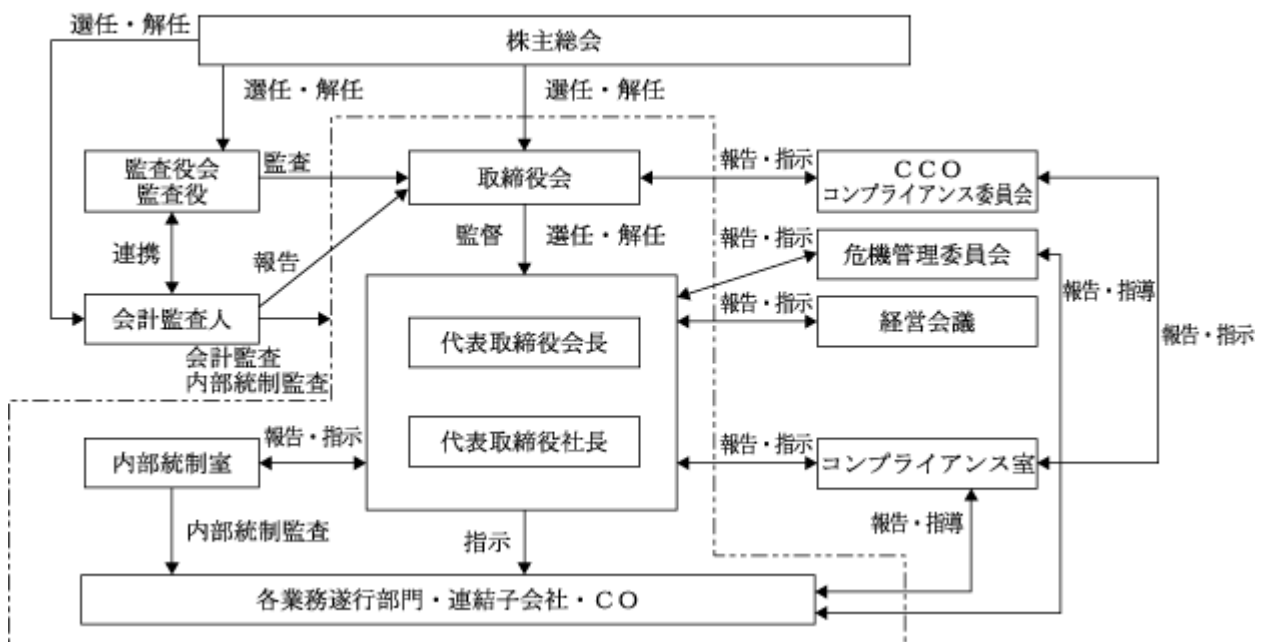 選任・解任
株主総会
選任・解任
選任・解任
監査役会
監査役
監査
取締役会
報告・指示
ＣＣＯ
コンプライアンス委員会
連携
報告
監督
選任・解任
報告・指示
危機管理委員会
報告・指導
報告・指示
会計監査人
報告・指示
経営会議
会計監査
内部統制監査
代表取締役会長
代表取締役社長
内部統制室
報告・指示
報告・指示
コンプライアンス室
内部統制監査
指示
報告・指導
各業務遂行部門・連結子会社・ＣＯ